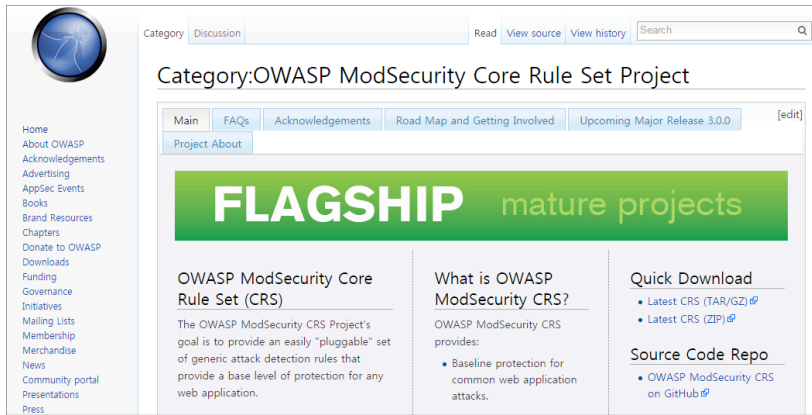 Category Discussion Read View source View history Search
Category:OWASP ModSecurity Core Rule Set Project
Main FAQs Acknowledgements Road Map and Getting Involved Upcoming Major Release 3.0.0 [edit]
Project About
FLAGSHIP mature projects
Home
About OWASP
Acknowledgements
Advertising
AppSec Events
Books
Brand Resources
Chapters
Donate to OWASP
Downloads
Funding
Governance
Initiatives
Mailing Lists
Membership
Merchandise
News
Community portal
Presentations
Press
OWASP ModSecurity Core
Rule Set (CRS)
The OWASP ModSecurity CRS Project's
goal is to provide an easily "pluggable" set
of generic attack detection rules that
provide a base level of protection for any
web application.
What is OWASP
ModSecurity CRS?
OWASP ModSecurity CRS
provides:
• Baseline protection for
common web application
attacks.
Quick Download
• Latest CRS (TAR/GZ)
• Latest CRS (ZIP)
Source Code Repo
• OWASP ModSecurity CRS
on GitHub